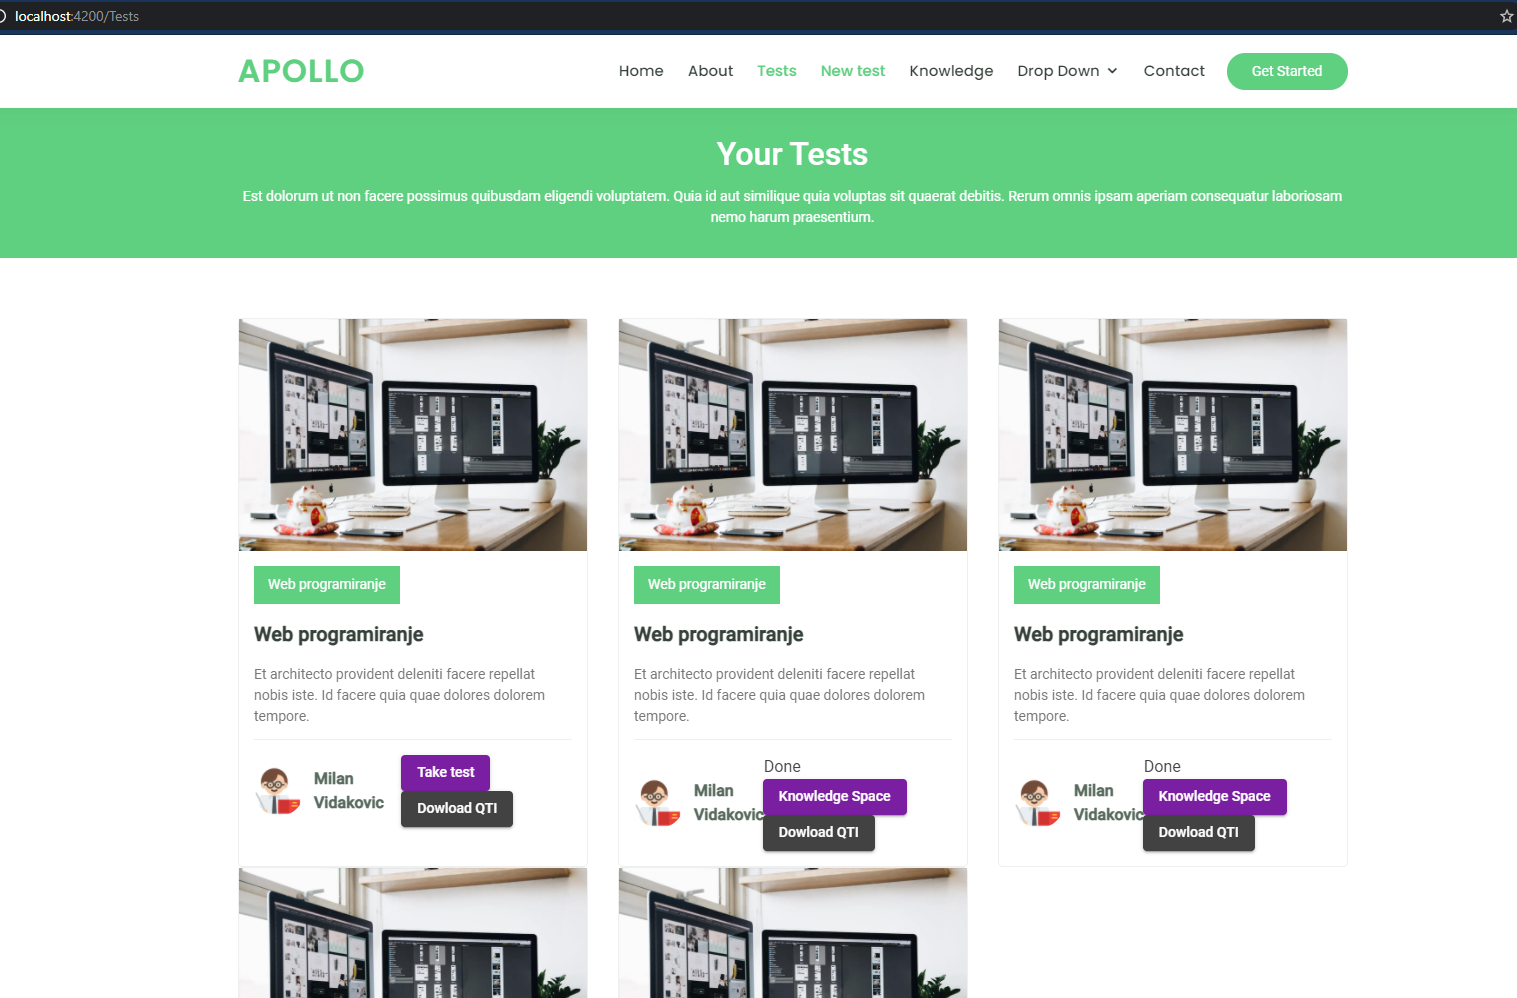 localhost:4200/Tests
APOLLO
Home About Tests New test Knowledge Drop Down Contact Get Started
Your Tests
Est dolorum ut non facere possimus quibusdam eligendi voluptatem. Quia id aut similique quia voluptas sit quaerat debitis. Rerum omnis ipsam aperiam consequatur laboriosam
nemo harum praesentium.
Web programiranje
Web programiranje
Et architecto provident deleniti facere repellat
nobis iste. Id facere quia quae dolores dolorem
tempore.
Milan
Vidakovic
Take test
Dowload QTI
Web programiranje
Web programiranje
Et architecto provident deleniti facere repellat
nobis iste. Id facere quia quae dolores dolorem
tempore.
Milan
Vidakovic
Done
Knowledge Space
Dowload QTI
Web programiranje
Web programiranje
Et architecto provident deleniti facere repellat
nobis iste. Id facere quia quae dolores dolorem
tempore.
Milan
Vidakovic
Done
Knowledge Space
Dowload QTI